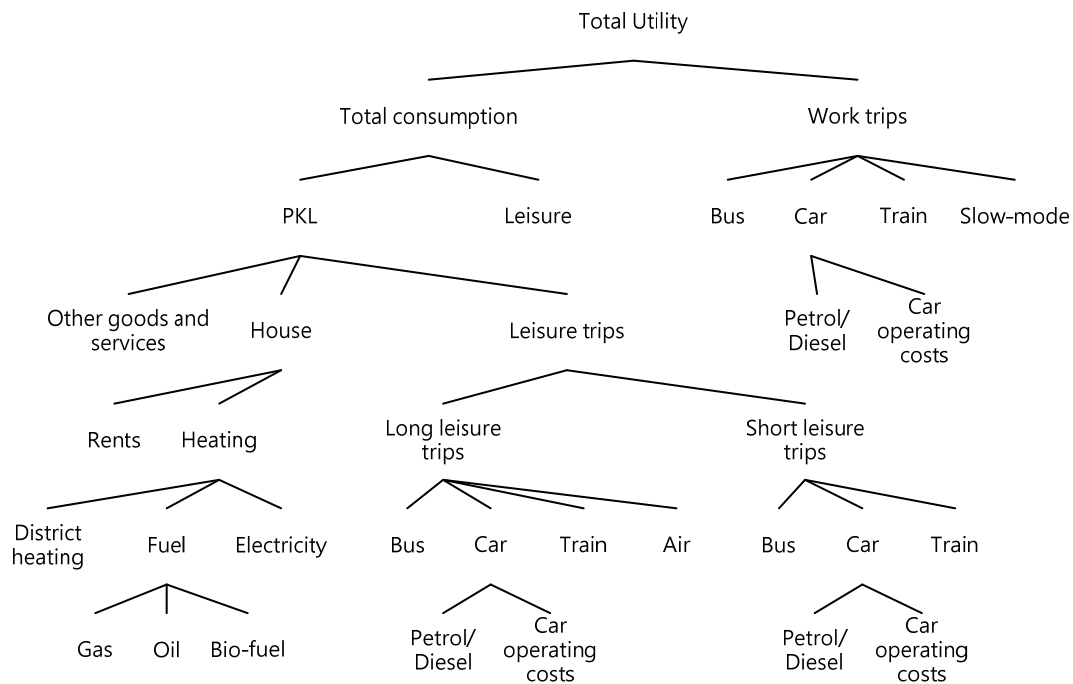 Total Utility
Total consumption
Work trips
PKL
Leisure
Bus
Car
Train
Slow-mode
Other goods and
services
House
Leisure trips
Petrol/
Diesel
Car
operating
costs
Rents
Heating
Long leisure
trips
Short leisure
trips
District
heating
Fuel
Electricity
Bus
Car
Train
Air
Bus
Car
Train
Gas
Oil
Bio-fuel
Petrol/
Diesel
Car
operating
costs
Petrol/
Diesel
Car
operating
costs